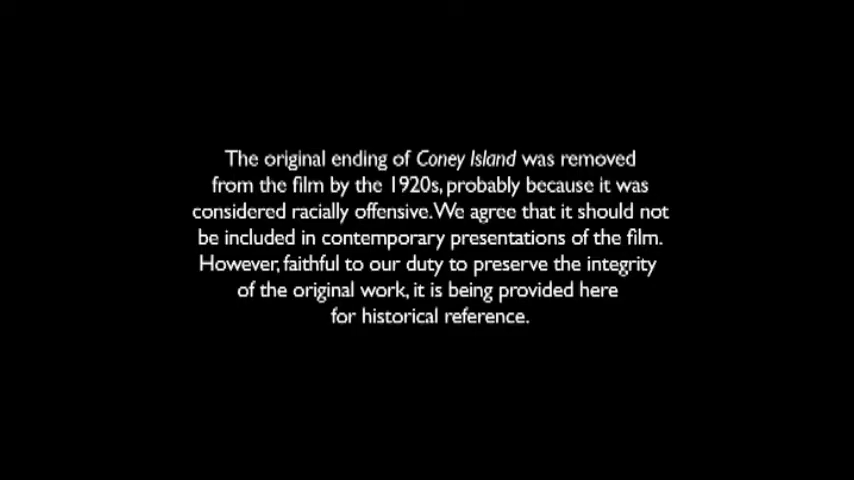 The original ending of Coney Island was removed
from the film by the 1920s, probably because it was
considered racially offensive. We agree that it should not
be included in contemporary presentations of the film.
However, faithful to our duty to preserve the integrity
of the original work, it is being provided here
for historical reference.